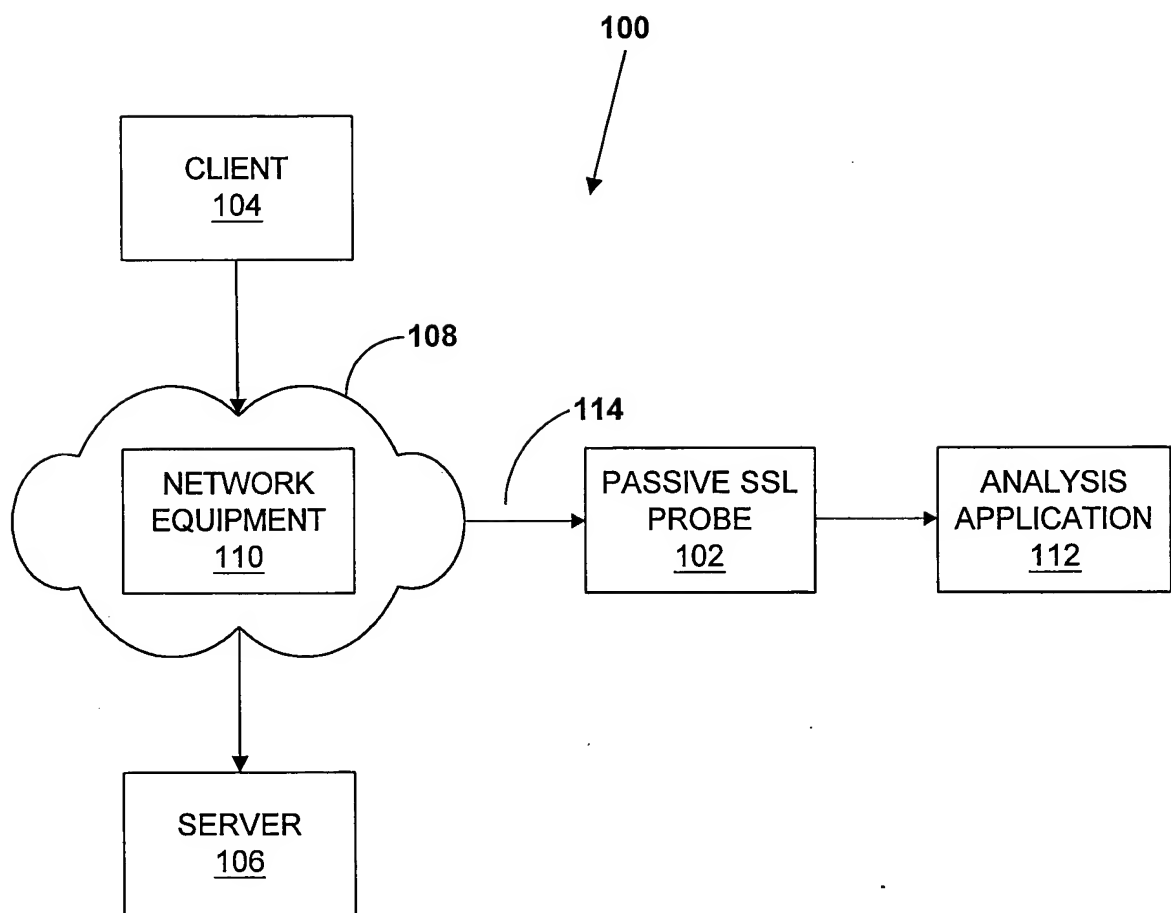 100
CLIENT
104
108
114
NETWORK
EQUIPMENT
110
PASSIVE SSL
PROBE
102
ANALYSIS
APPLICATION
112
SERVER
106